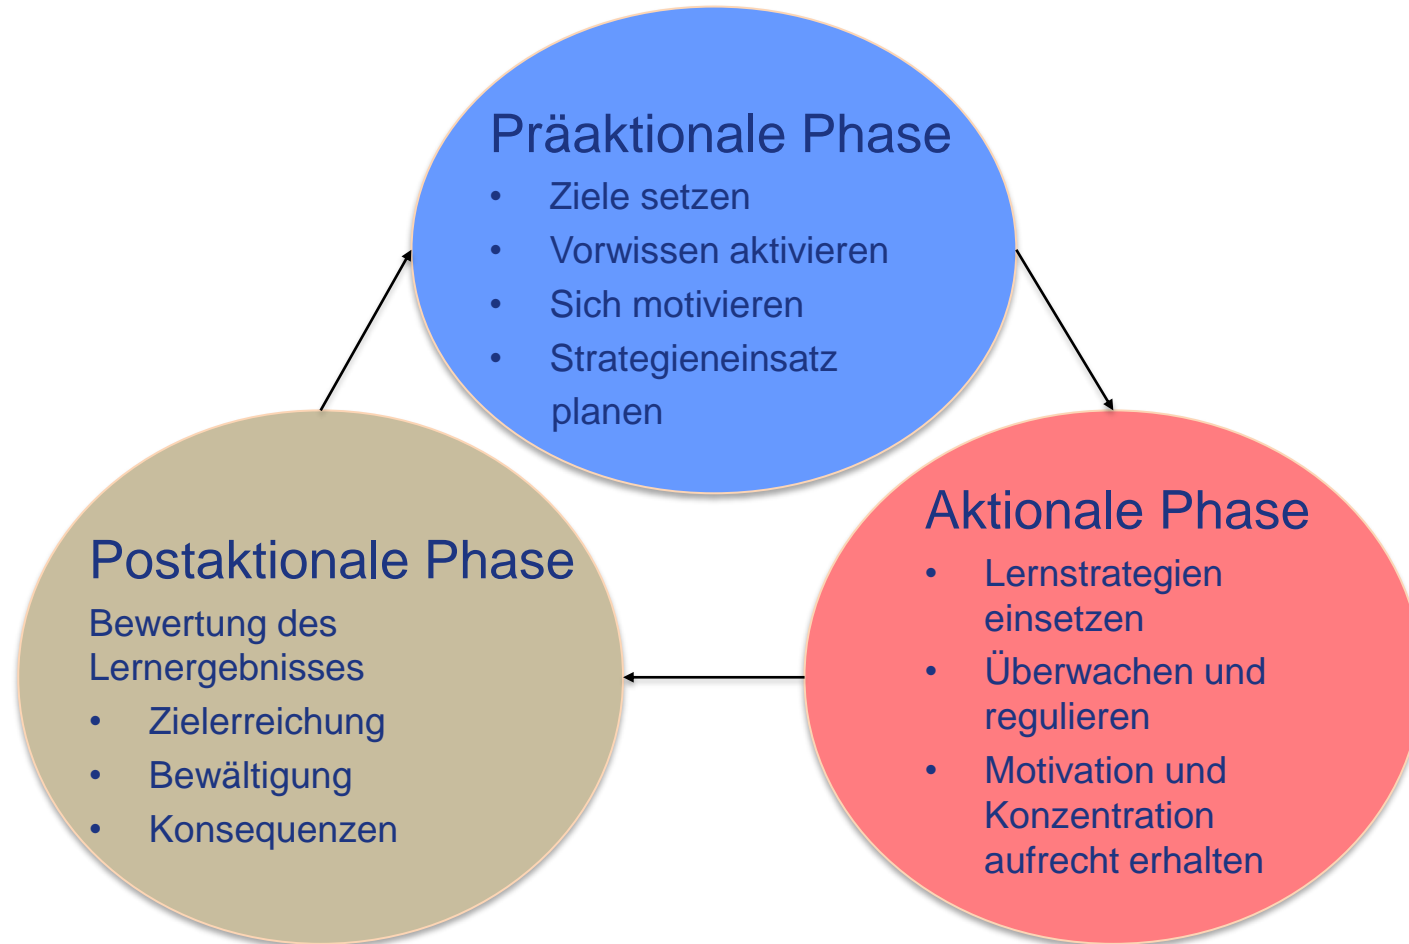 Präaktionale Phase
• Ziele setzen
• Vorwissen aktivieren
• Sich motivieren
• Strategieneinsatz
planen
Aktionale Phase
• Lernstrategien
einsetzen
• Überwachen und
regulieren
• Motivation und
Konzentration
aufrecht erhalten
Postaktionale Phase
Bewertung des
Lernergebnisses
• Zielerreichung
• Bewältigung
• Konsequenzen